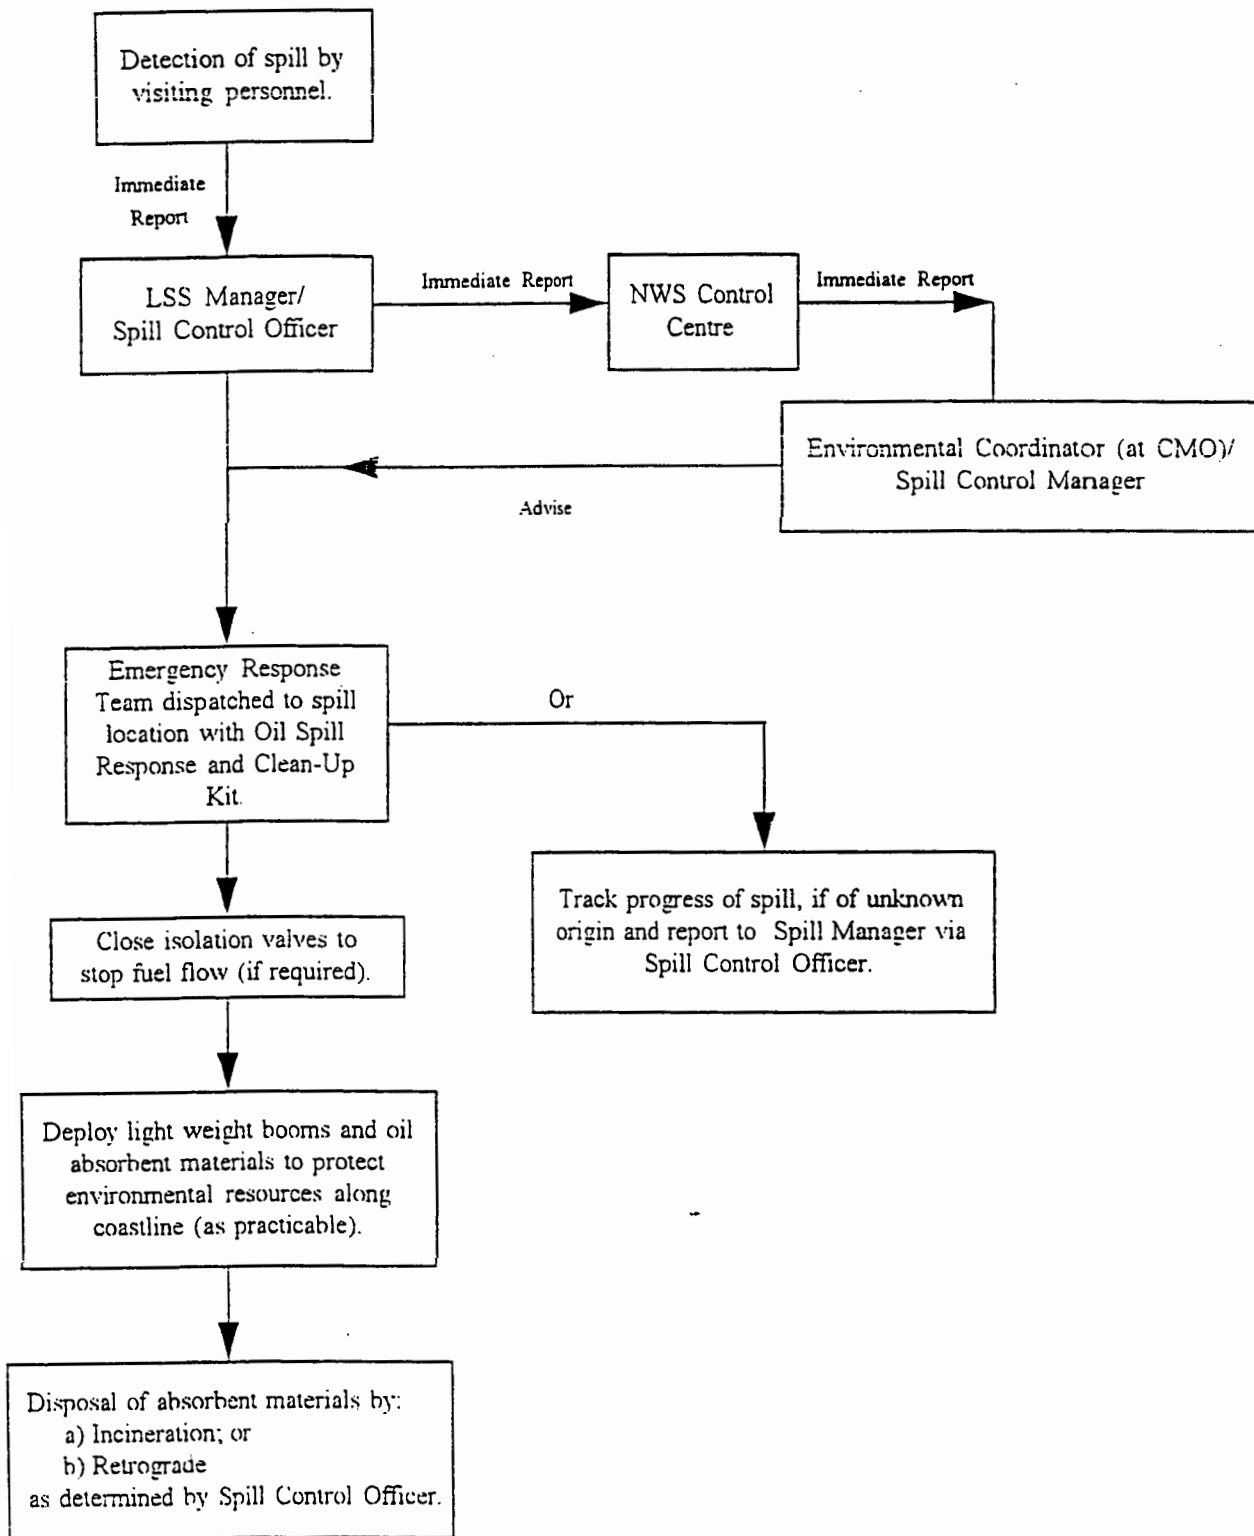 Detection of spill by
visiting personnel.
Immediate
Report
LSS Manager/
Spill Control Officer
Immediate Report
NWS Control
Centre
Immediate Report
Environmental Coordinator (at CMO)/
Spill Control Manager
Advise
Emergency Response
Team dispatched to spill
location with Oil Spill
Response and Clean-Up
Kit.
Or
Track progress of spill, if of unknown
origin and report to Spill Manager via
Spill Control Officer.
Close isolation valves to
stop fuel flow (if required).
Deploy light weight booms and oil
absorbent materials to protect
environmental resources along
coastline (as practicable).
Disposal of absorbent materials by:
a) Incineration; or
b) Retrograde
as determined by Spill Control Officer.